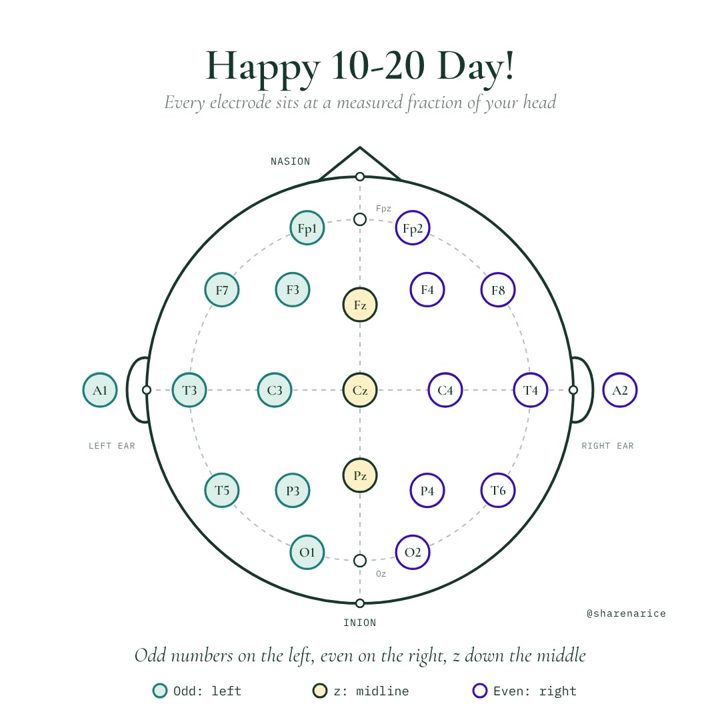 Happy 10-20 Day!
Every electrode sits at a measured fraction of your head
NASION
Fpz
Fp1
Fp2
F7
F3
Fz
F4
F8
A1
T3
C3
Cz
C4
T4
A2
LEFT EAR
RIGHT EAR
T5
P3
Pz
P4
T6
O1
O2
Oz
@sharenarice
INION
Odd numbers on the left, even on the right, z down the middle
Odd: left
z: midline
Even: right